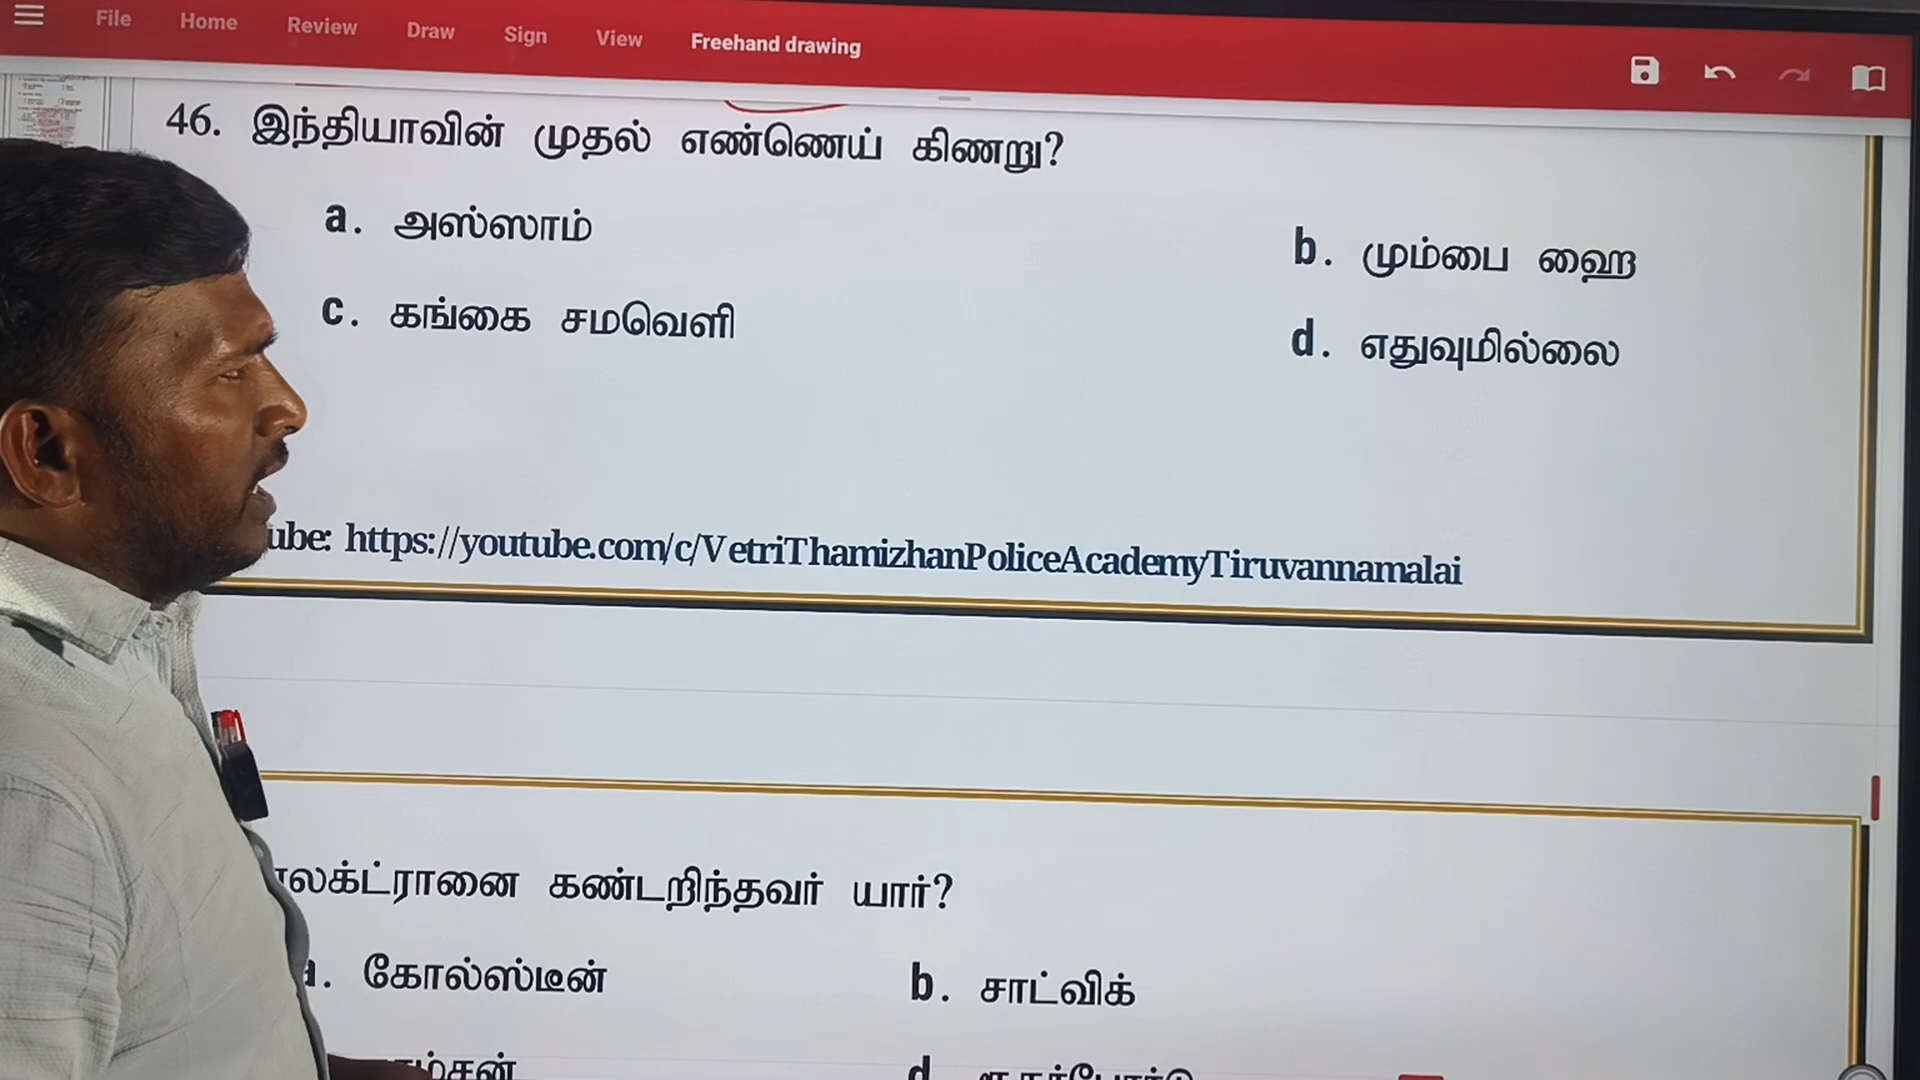 File Home Review Draw Sign View Freehand drawing
46. இந்தியாவின் முதல் எண்ணெய் கிணறு?
a. அஸ்ஸாம்
b. மும்பை ஹை
c. கங்கை சமவெளி
d. எதுவுமில்லை
ube: https://youtube.com/c/VetriThamizhanPoliceAcademyTiruvannamalai
லக்ட்ரானை கண்டறிந்தவர் யார்?
a. கோல்ஸ்டீன்
b. சாட்விக்